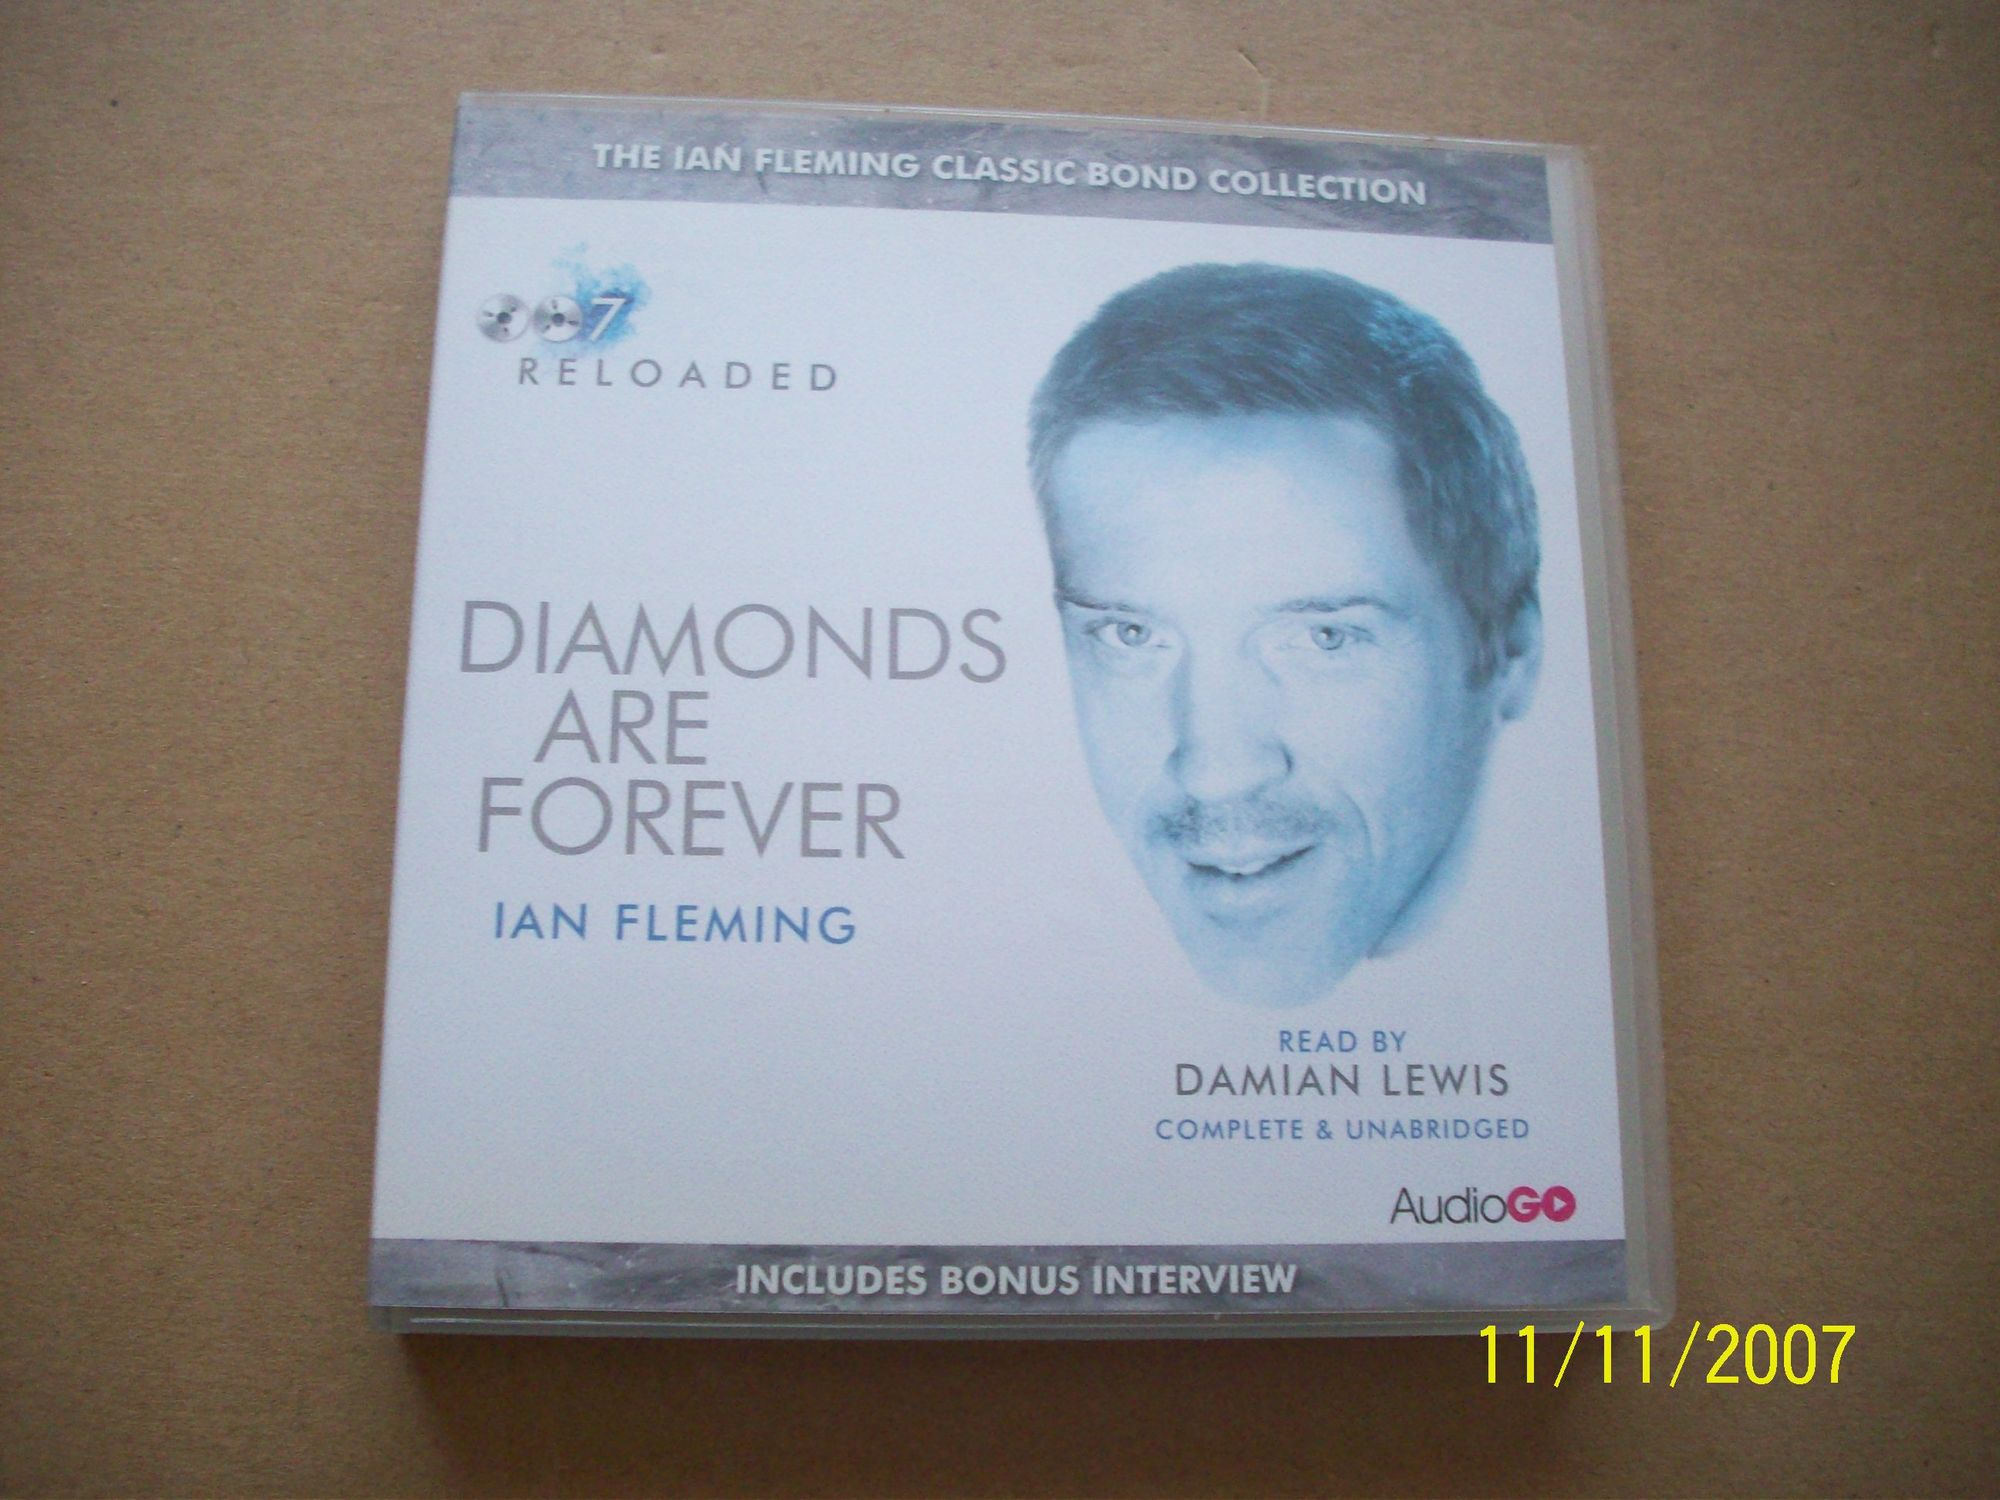 THE IAN FLEMING CLASSIC BOND COLLECTION
007
RELOADED
DIAMONDS
ARE
FOREVER
IAN FLEMING
READ BY
DAMIAN LEWIS
COMPLETE & UNABRIDGED
AudioGO
INCLUDES BONUS INTERVIEW
11/11/2007